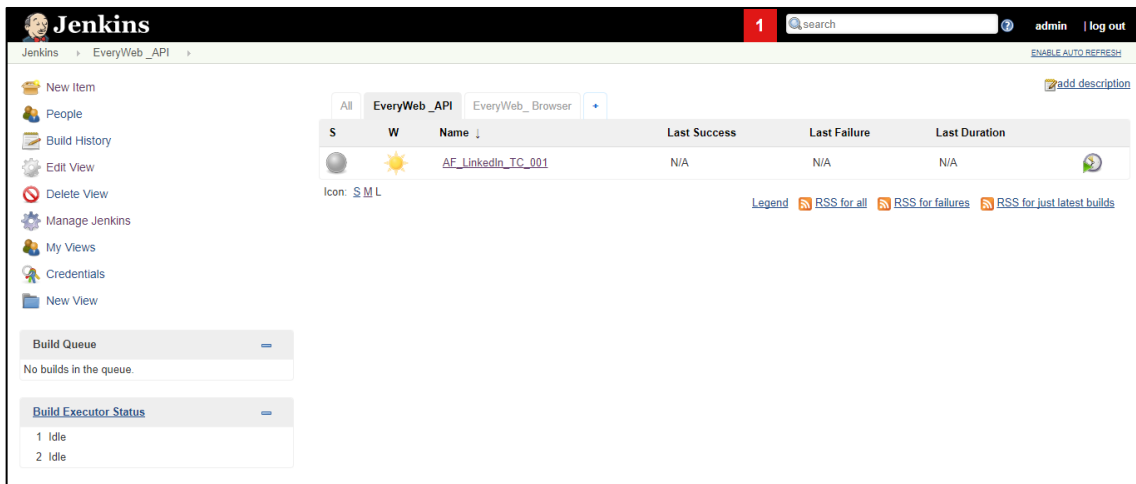 Jenkins 1 search admin | log out
Jenkins EveryWeb _API ENABLE AUTO REFRESH
New Item
People
Build History
Edit View
Delete View
Manage Jenkins
My Views
Credentials
New View
Build Queue
No builds in the queue.
Build Executor Status
1 Idle
2 Idle
add description
All EveryWeb _API EveryWeb_ Browser +
S W Name ↓ Last Success Last Failure Last Duration
AF_LinkedIn_TC_001 N/A N/A N/A
Icon: S M L
Legend RSS for all RSS for failures RSS for just latest builds